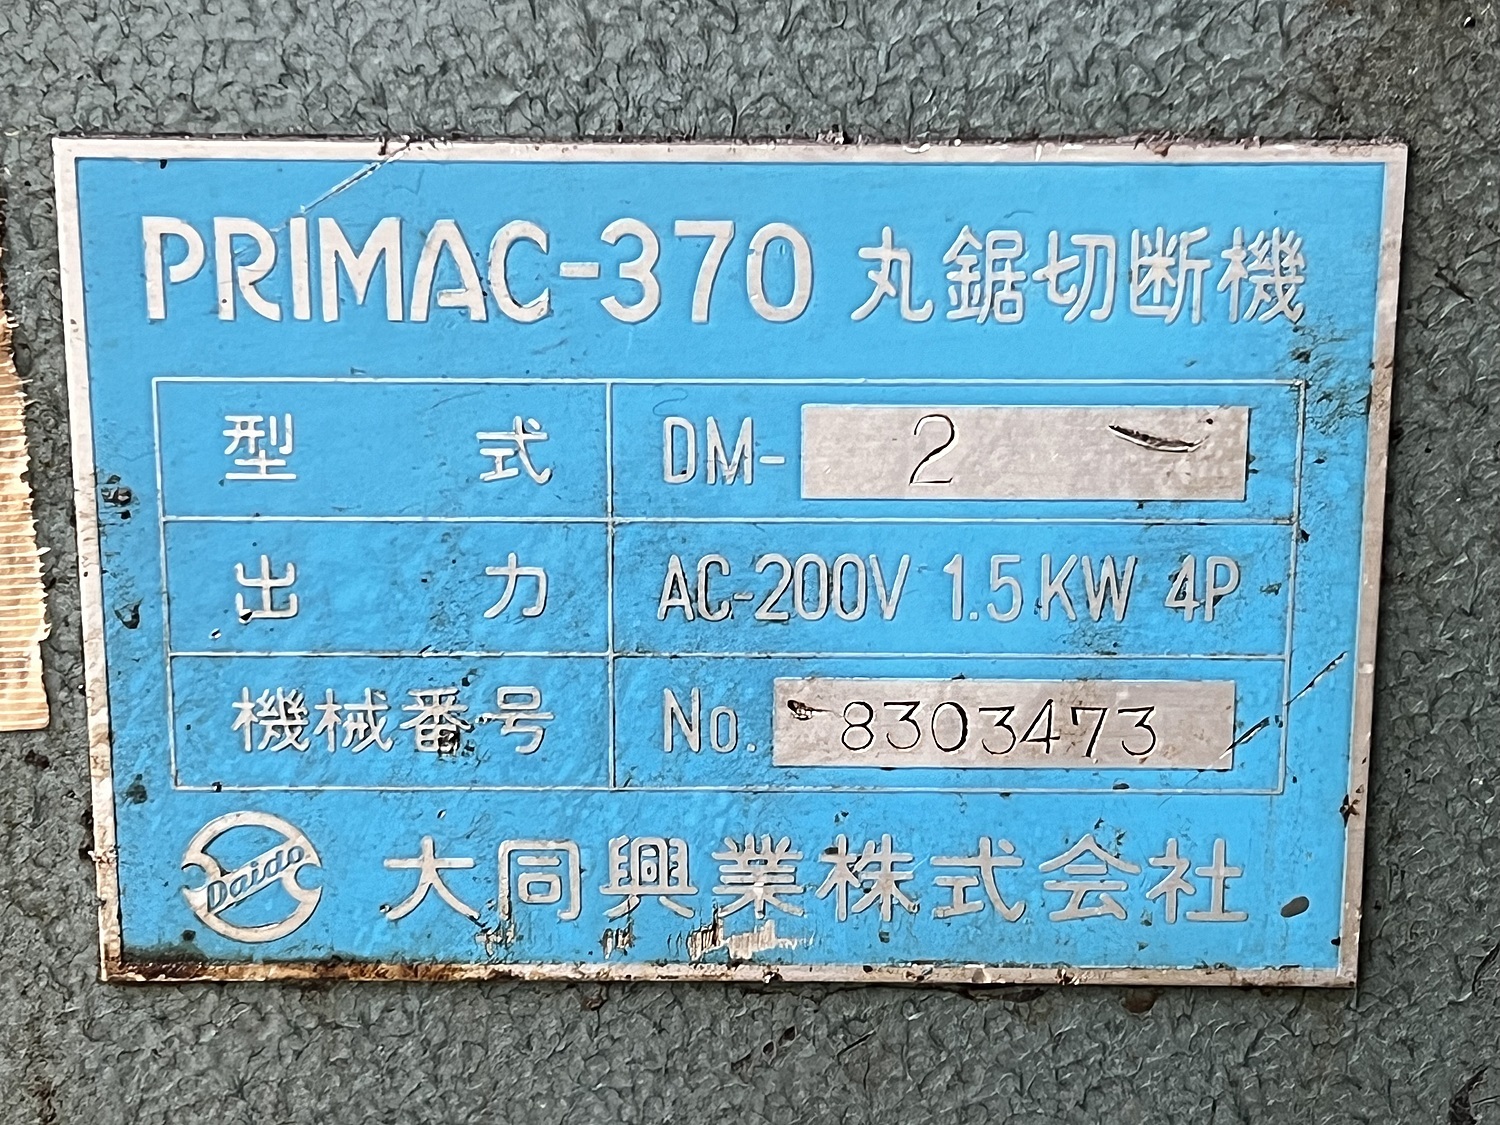 PRIMAC-370 丸鋸切断機
型式 DM-2
出力 AC-200V 1.5KW 4P
機械番号 No. 8303473
Daido 大同興業株式会社